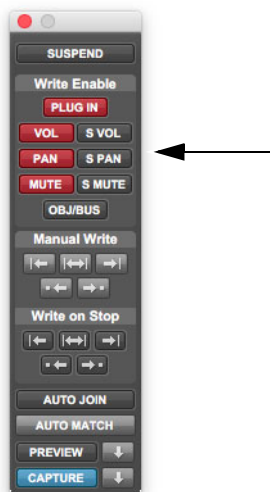 SUSPEND
Write Enable
PLUG IN
VOL S VOL
PAN S PAN
MUTE S MUTE
OBJ/BUS
Manual Write
Write on Stop
AUTO JOIN
AUTO MATCH
PREVIEW
CAPTURE